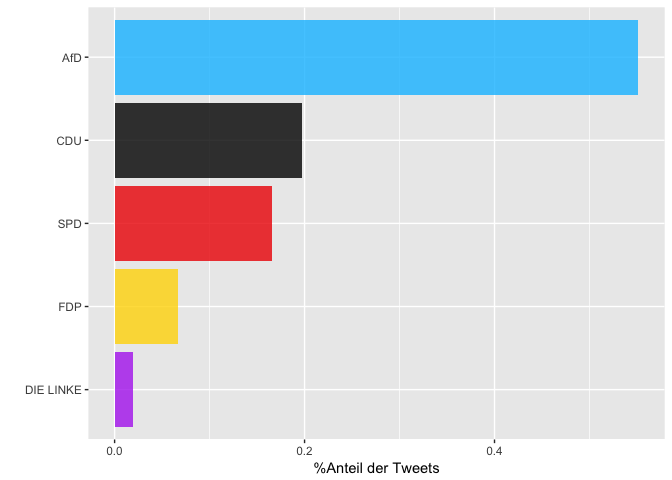 AfD
CDU
SPD
FDP
DIE LINKE
0.0 0.2 0.4
%Anteil der Tweets